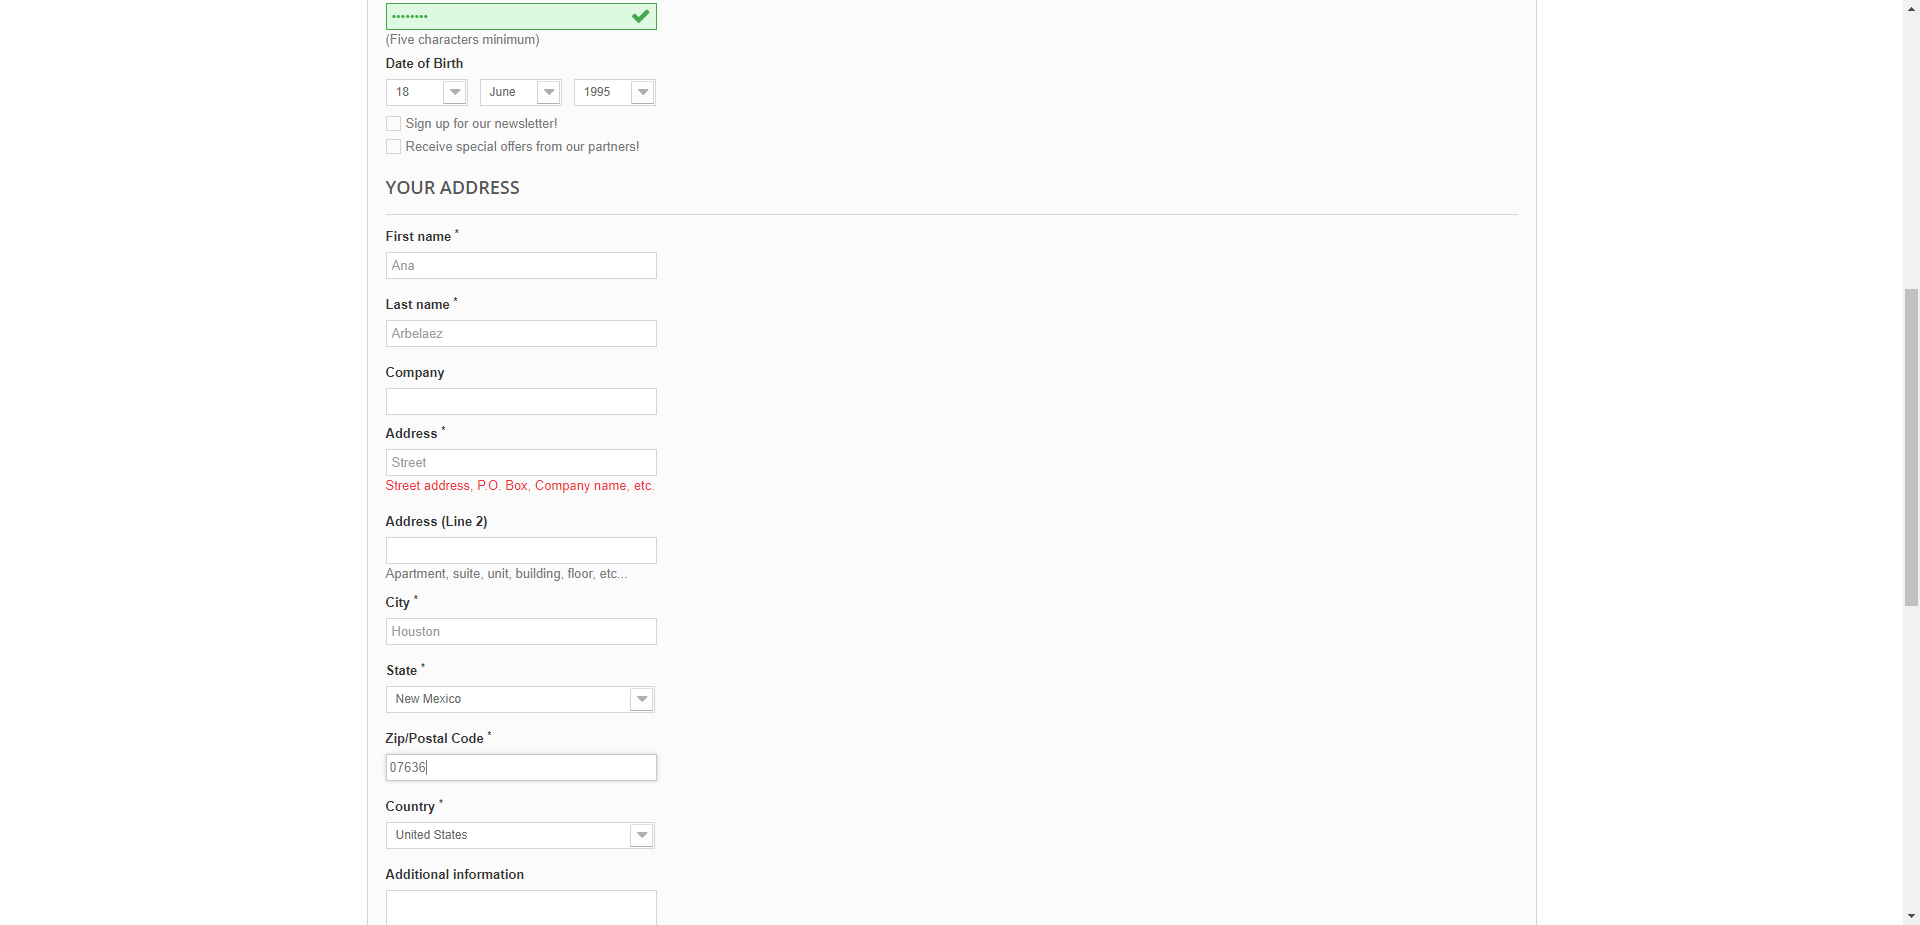 ••••••••
(Five characters minimum)
Date of Birth
18 June 1995
Sign up for our newsletter!
Receive special offers from our partners!
YOUR ADDRESS
First name *
Ana
Last name *
Arbelaez
Company
Address *
Street
Street address, P.O. Box, Company name, etc.
Address (Line 2)
Apartment, suite, unit, building, floor, etc...
City *
Houston
State *
New Mexico
Zip/Postal Code *
07636
Country *
United States
Additional information